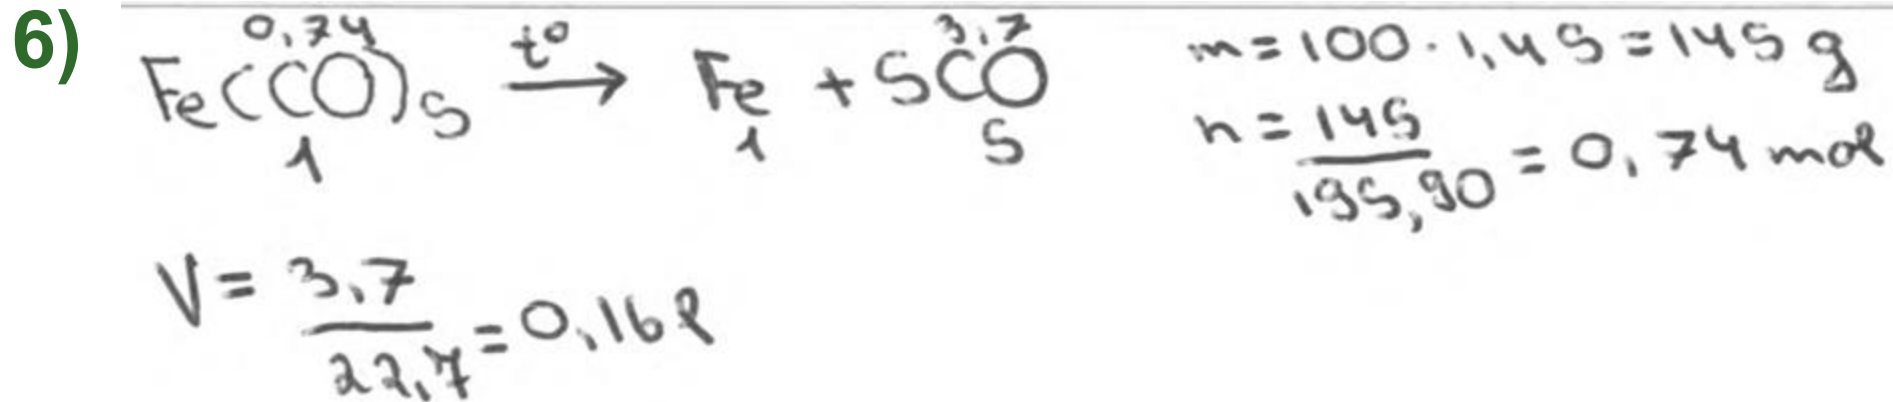 6)
0,74 t° 3,7
Fe(CO)5 → Fe + 5CO
1 1 5
m = 100 · 1,45 = 145 g
n = 145 / 195,90 = 0,74 mol
V = 3,7 / 22,7 = 0,16 l